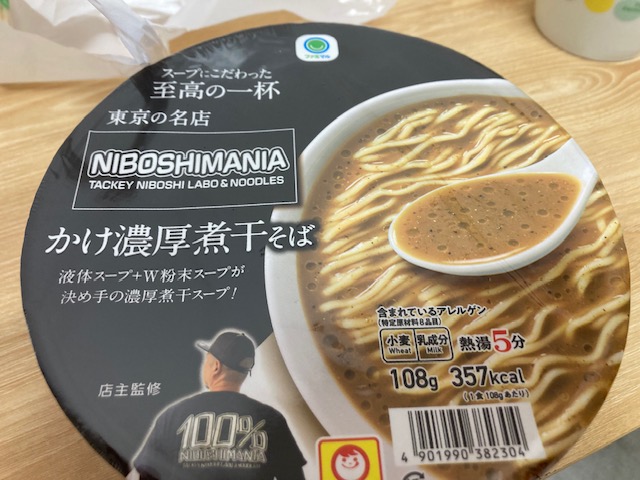 ファミマル
スープにこだわった
至高の一杯
東京の名店
NIBOSHIMANIA
TACKEY NIBOSHI LABO & NOODLES
かけ濃厚煮干そば
液体スープ+W粉末スープが
決め手の濃厚煮干スープ!
店主監修
100%
NIBOSHIMANIA
含まれているアレルゲン
(特定原材料8品目)
小麦 乳成分
Wheat Milk
熱湯5分
108g 357kcal
(1食108gあたり)
4 901990 382304